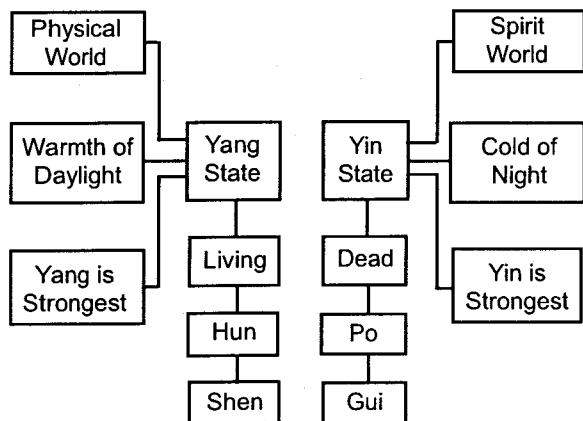 Physical
World
Spirit
World
Warmth of
Daylight
Yang
State
Yin
State
Cold of
Night
Yang is
Strongest
Living
Dead
Yin is
Strongest
Hun
Po
Shen
Gui